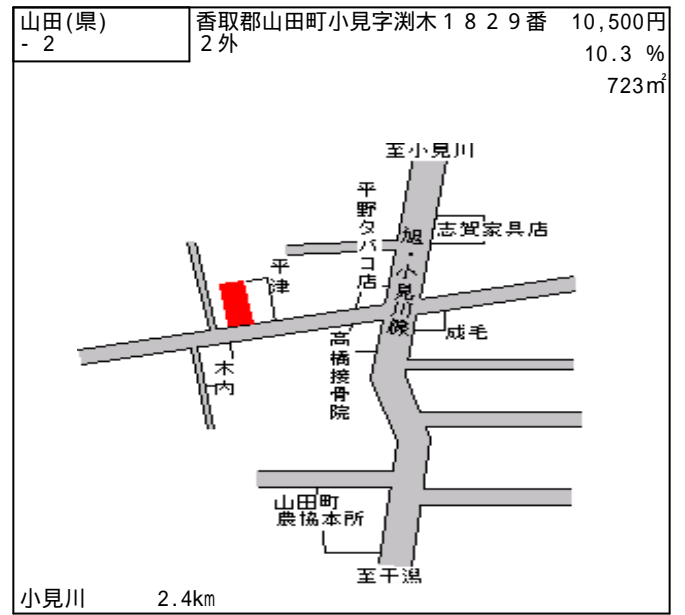 山田(県)
- 2
香取郡山田町小見字渕木1829番
2外
10,500円
10.3 %
723㎡
至小見川
平野タバコ店
志賀家具店
旭・小見川線
平津
成毛
高橋接骨院
木内
山田町
農協本所
至干潟
小見川 2.4km